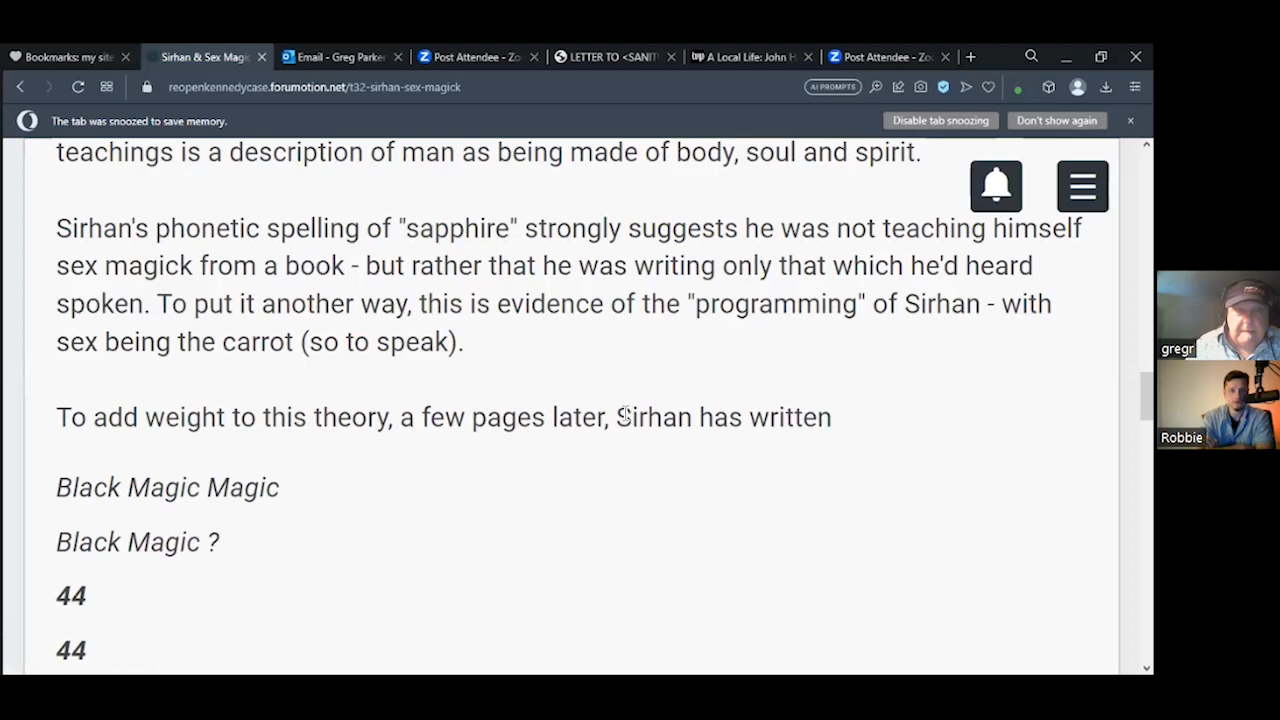 Bookmarks: my site
Sirhan & Sex Magic
Email - Greg Parker
Post Attendee - Zo
LETTER TO <SANIT
A Local Life: John H
Post Attendee - Zo
reopenkennedycase.forumotion.net/t32-sirhan-sex-magick
AI PROMPTS
The tab was snoozed to save memory.
Disable tab snoozing
Don't show again
teachings is a description of man as being made of body, soul and spirit.
Sirhan's phonetic spelling of "sapphire" strongly suggests he was not teaching himself
sex magick from a book - but rather that he was writing only that which he'd heard
spoken. To put it another way, this is evidence of the "programming" of Sirhan - with
sex being the carrot (so to speak).
To add weight to this theory, a few pages later, Sirhan has written
Black Magic Magic
Black Magic ?
44
44
gregr
Robbie